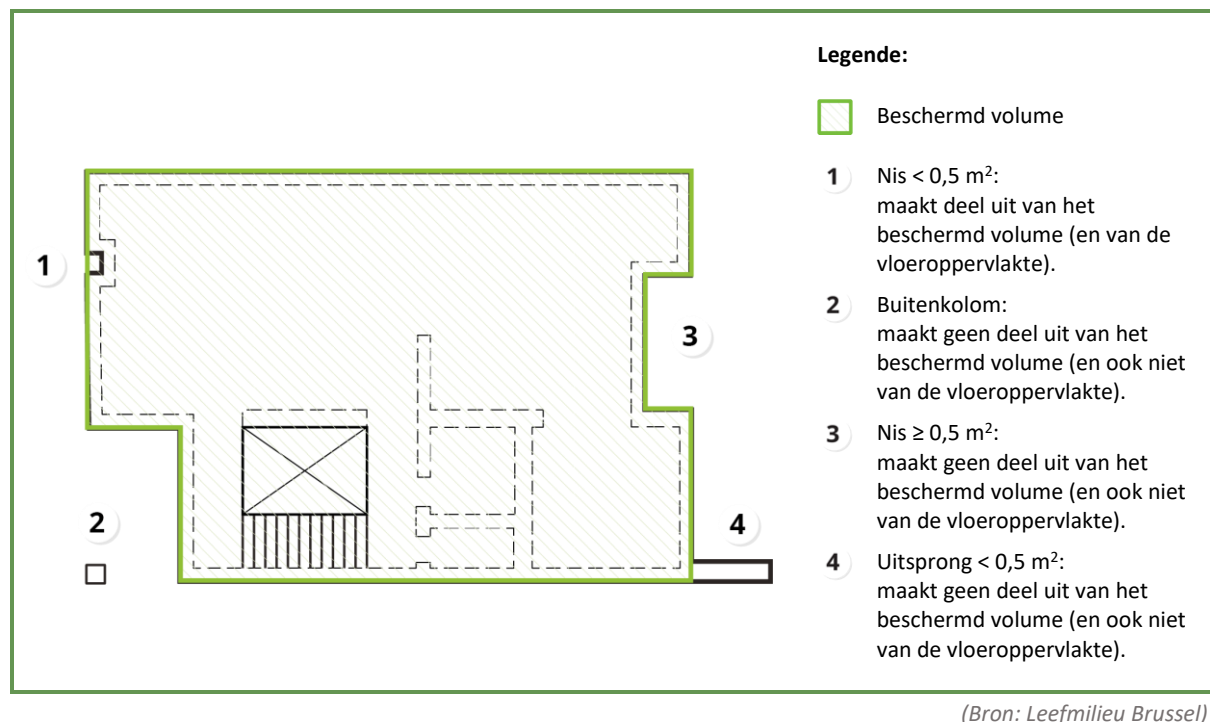 Legende:
Beschermd volume
1 Nis < 0,5 m²:
maakt deel uit van het
beschermd volume (en van de
vloeroppervlakte).
2 Buitenkolom:
maakt geen deel uit van het
beschermd volume (en ook niet
van de vloeroppervlakte).
3 Nis ≥ 0,5 m²:
maakt geen deel uit van het
beschermd volume (en ook niet
van de vloeroppervlakte).
4 Uitsprong < 0,5 m²:
maakt geen deel uit van het
beschermd volume (en ook niet
van de vloeroppervlakte).
1
3
2
4
(Bron: Leefmilieu Brussel)